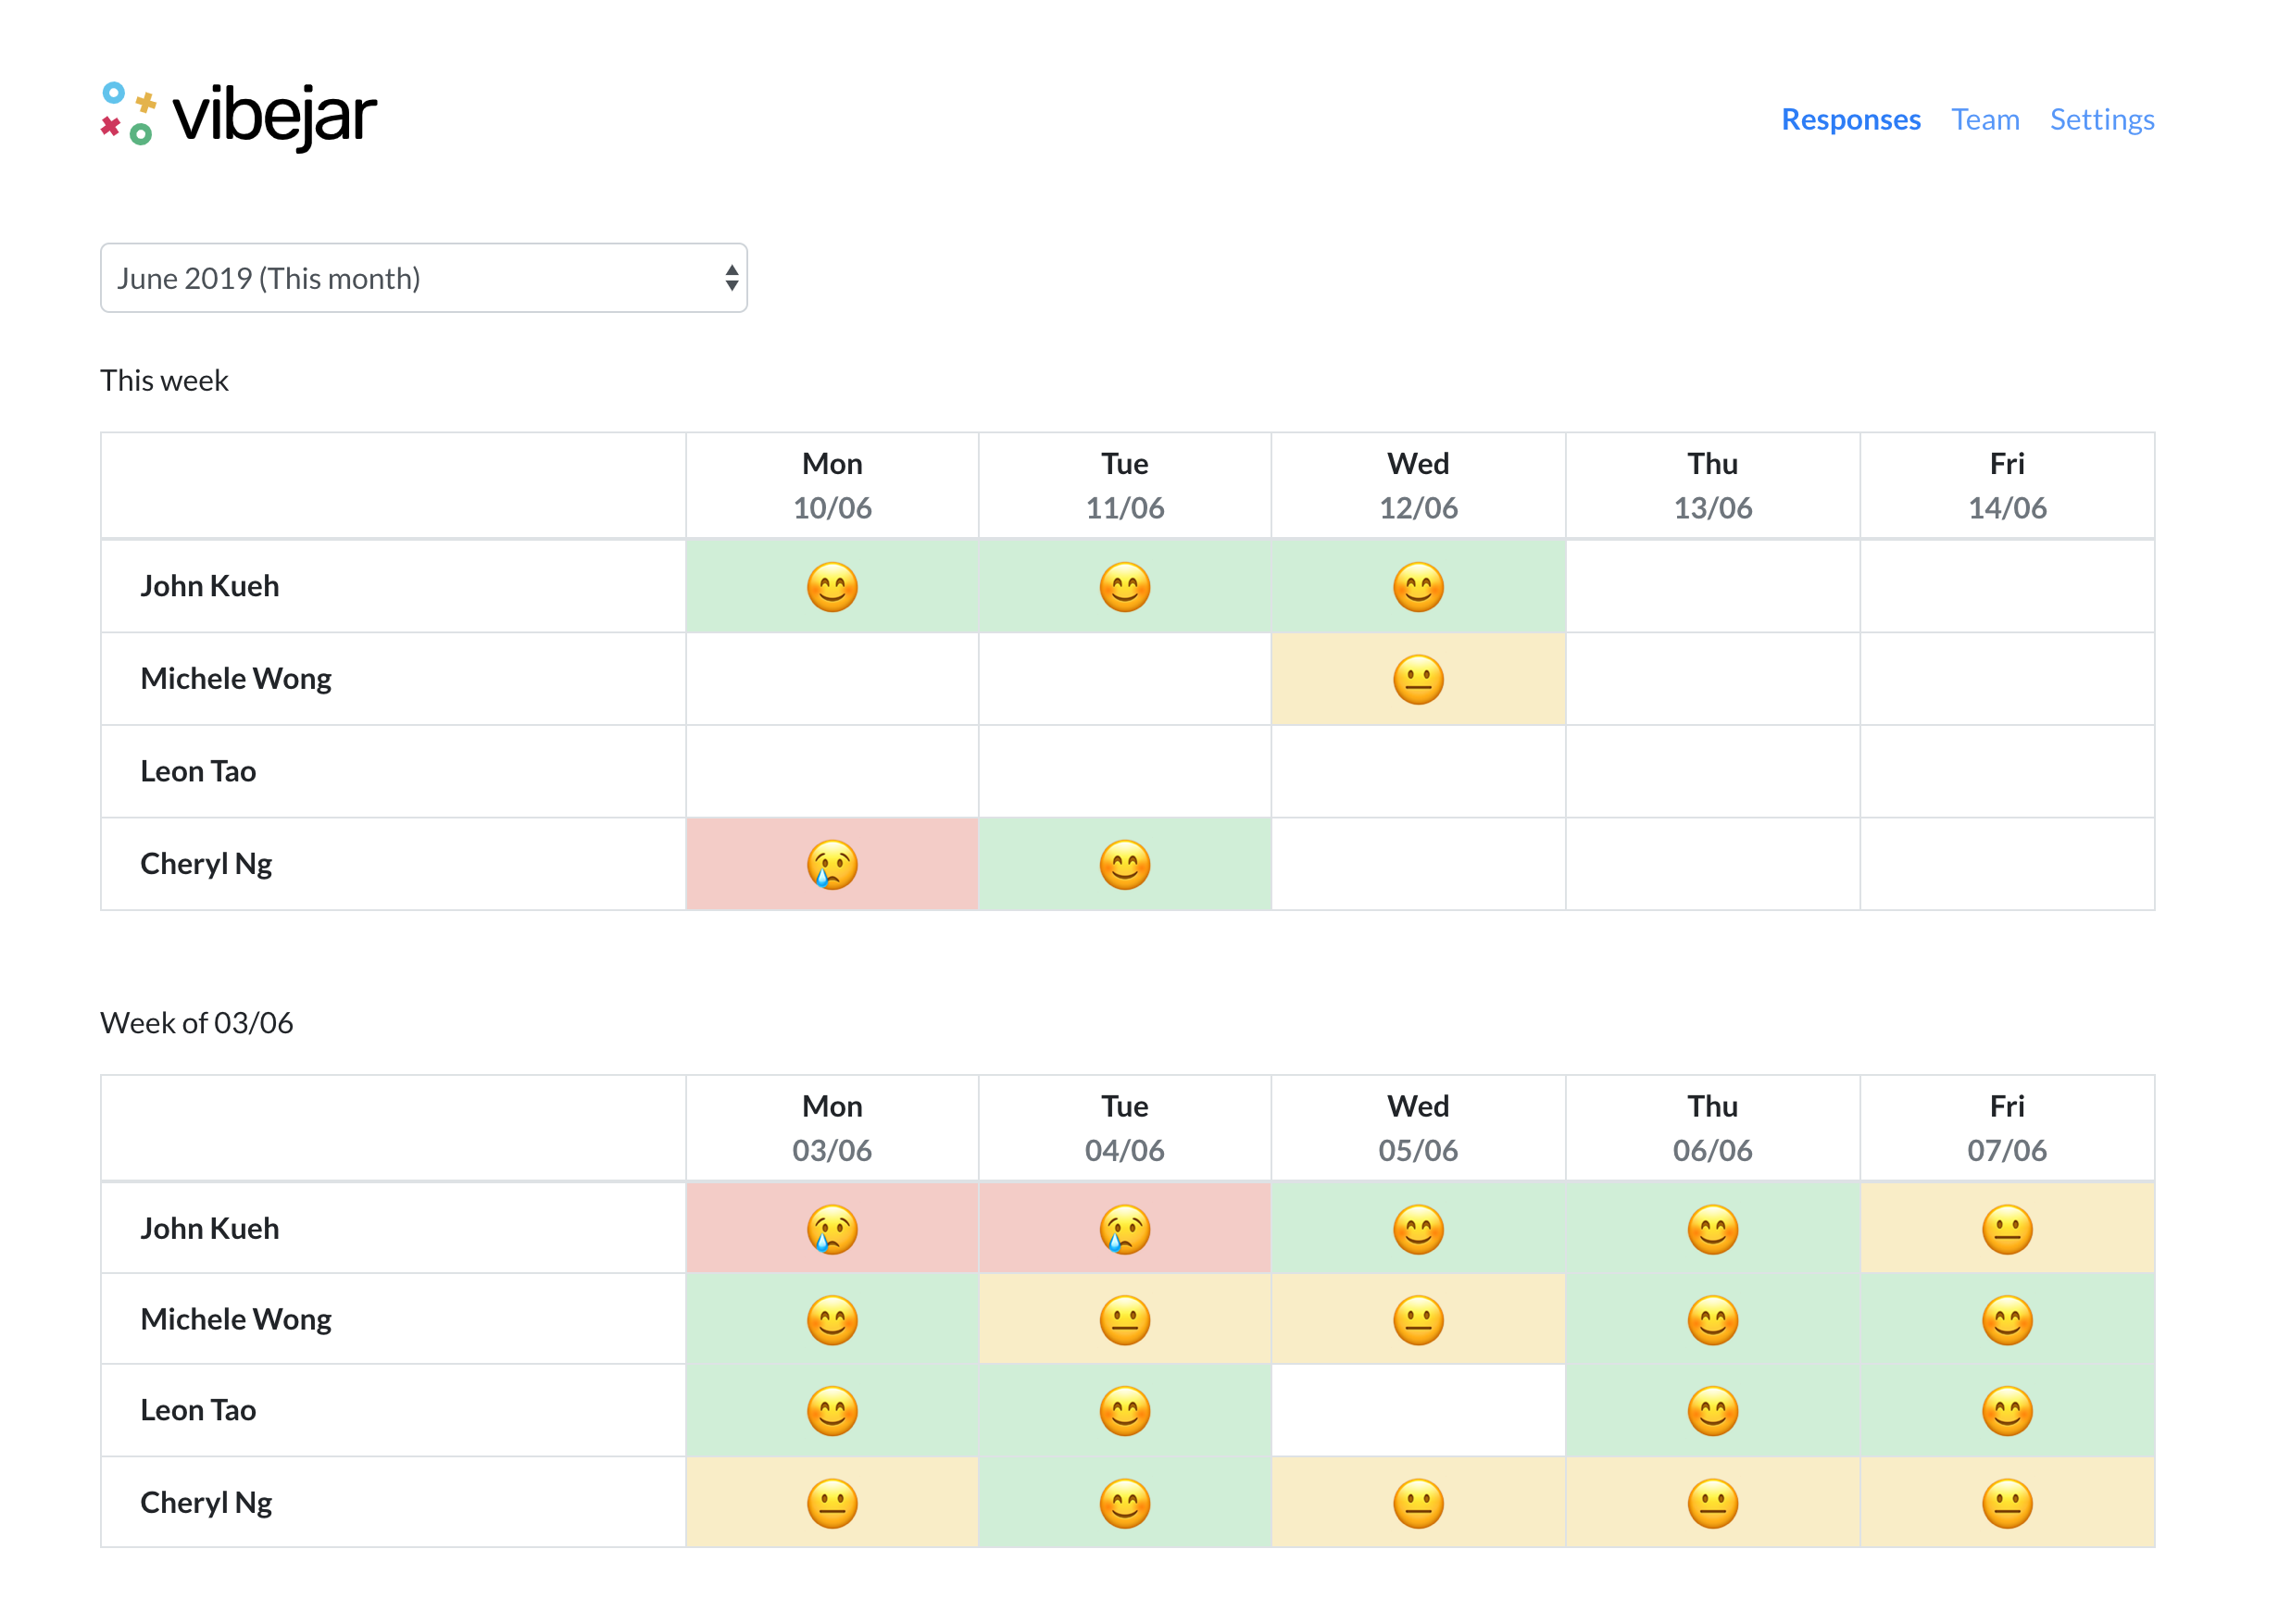 vibejar
Responses Team Settings
June 2019 (This month)
This week
Mon Tue Wed Thu Fri
10/06 11/06 12/06 13/06 14/06
John Kueh 😊 😊 😊
Michele Wong 😐
Leon Tao
Cheryl Ng 😢 😊
Week of 03/06
Mon Tue Wed Thu Fri
03/06 04/06 05/06 06/06 07/06
John Kueh 😢 😢 😊 😊 😐
Michele Wong 😊 😐 😐 😊 😊
Leon Tao 😊 😊 😊 😊
Cheryl Ng 😐 😊 😐 😐 😐